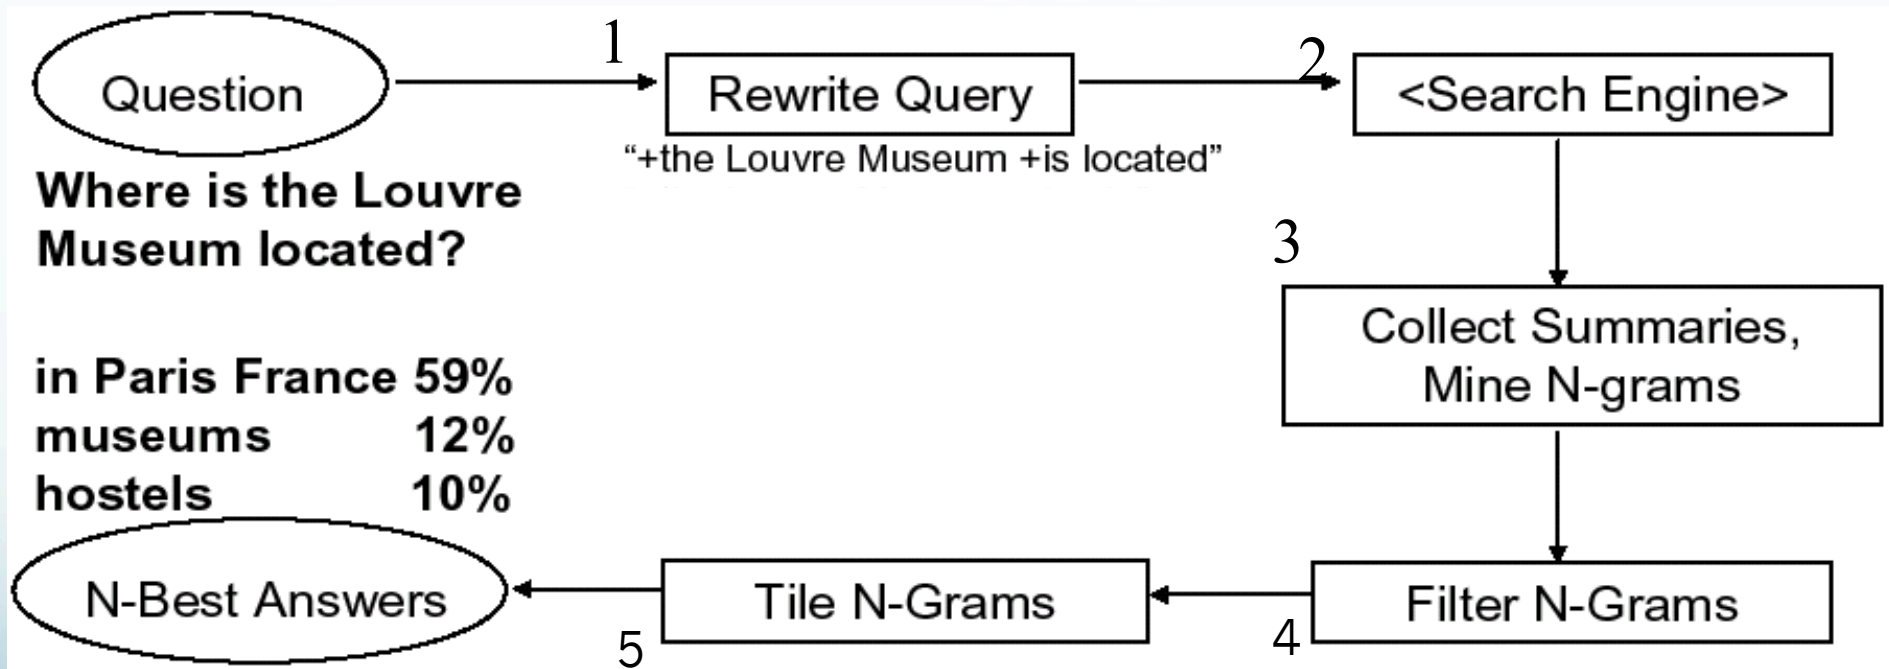 Question
1
Rewrite Query
2
<Search Engine>
“+the Louvre Museum +is located”
Where is the Louvre
Museum located?
3
Collect Summaries,
Mine N-grams
in Paris France 59%
museums 12%
hostels 10%
N-Best Answers
5
Tile N-Grams
4
Filter N-Grams